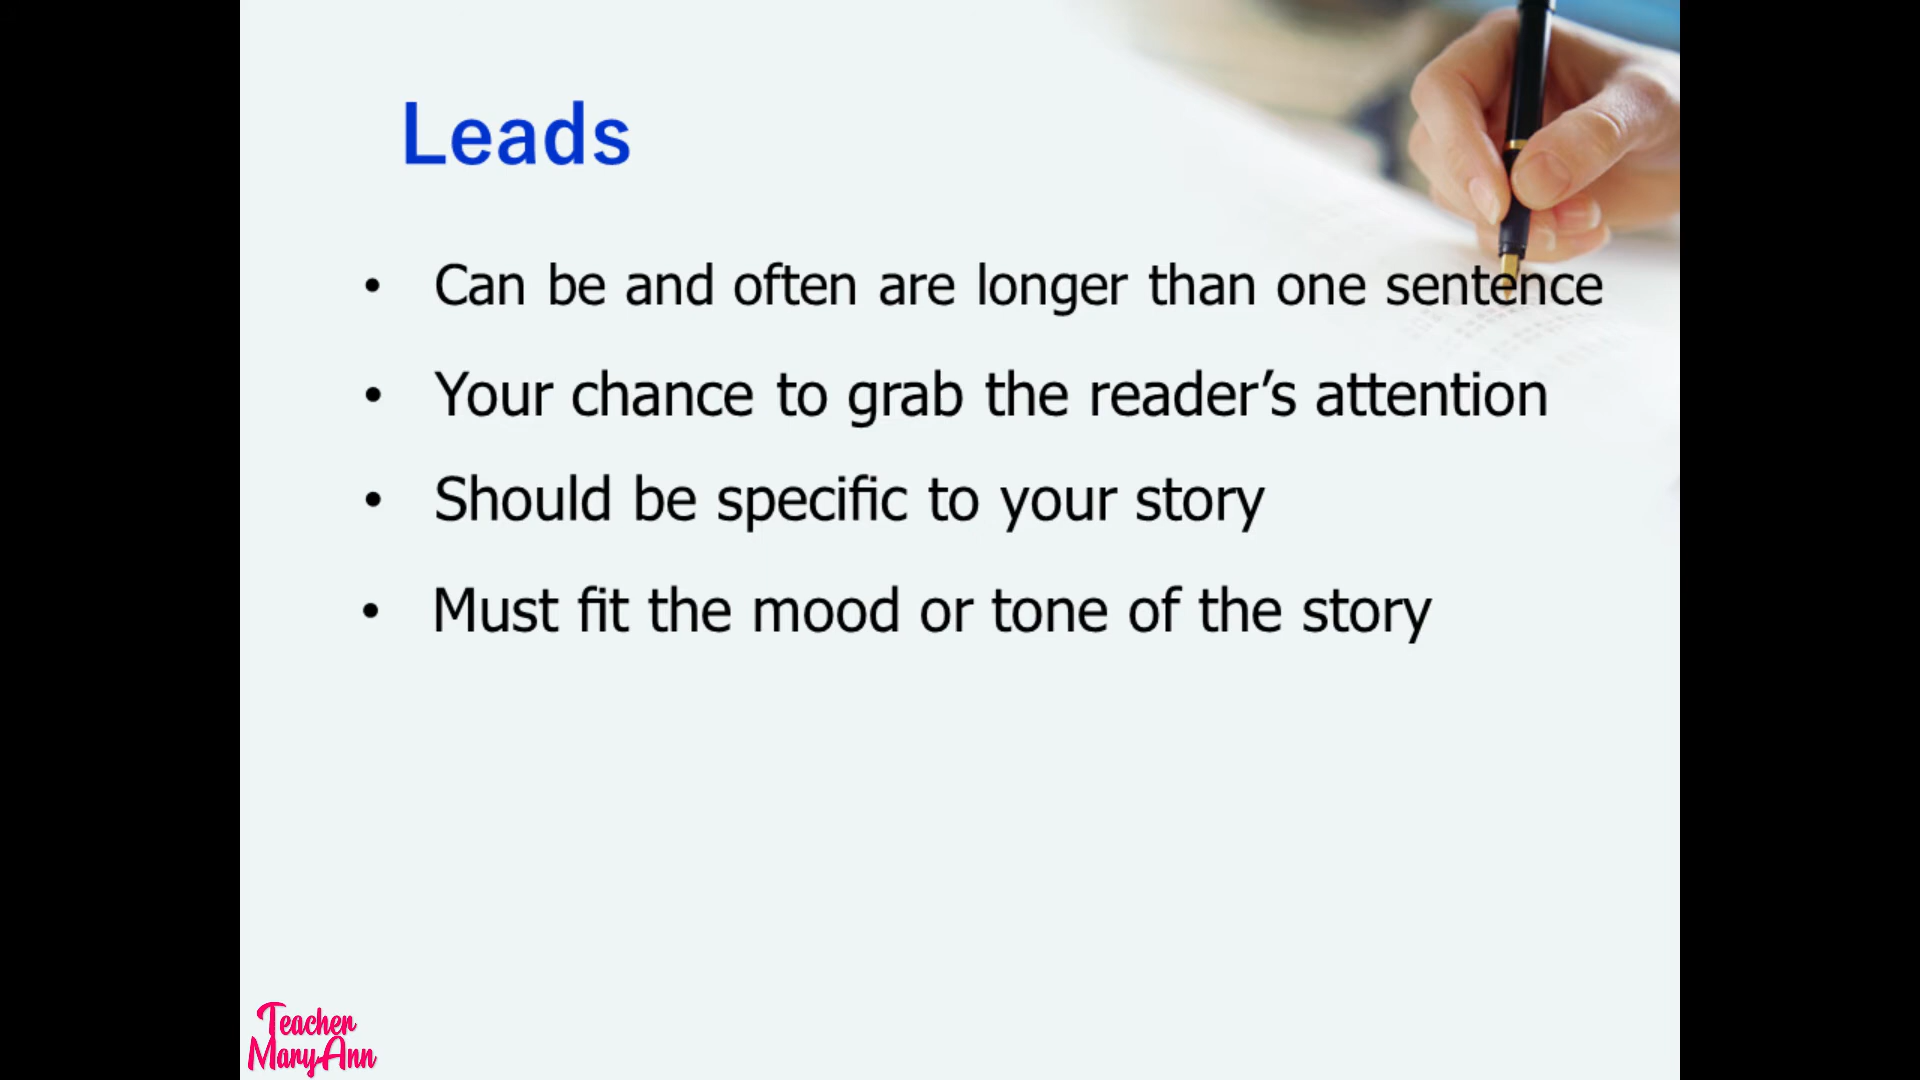 Leads
• Can be and often are longer than one sentence
• Your chance to grab the reader’s attention
• Should be specific to your story
• Must fit the mood or tone of the story
Teacher
MaryAnn